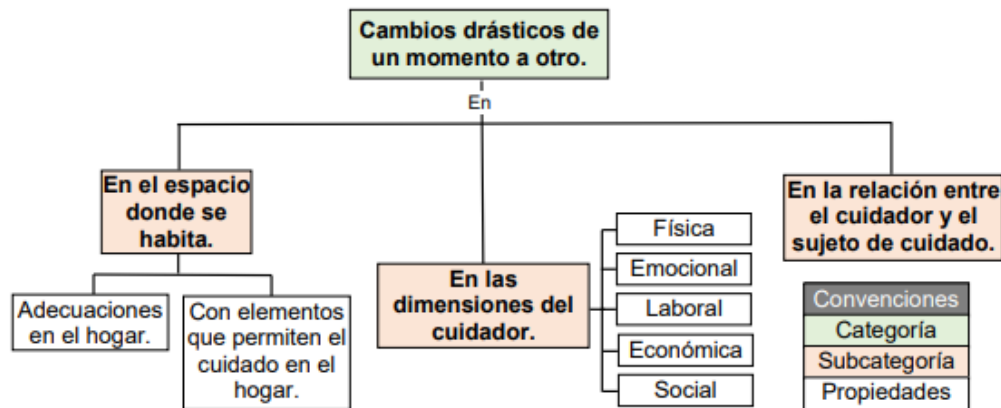 Cambios drásticos de
un momento a otro.
En
En el espacio
donde se
habita.
Adecuaciones
en el hogar.
Con elementos
que permiten el
cuidado en el
hogar.
En las
dimensiones del
cuidador.
Física
Emocional
Laboral
Económica
Social
En la relación entre
el cuidador y el
sujeto de cuidado.
Convenciones
Categoría
Subcategoría
Propiedades